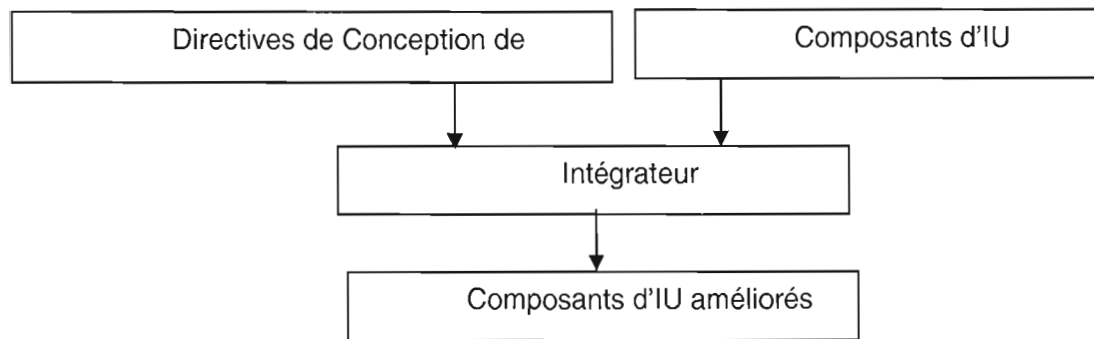 Directives de Conception de
Composants d'IU
Intégrateur
Composants d'IU améliorés